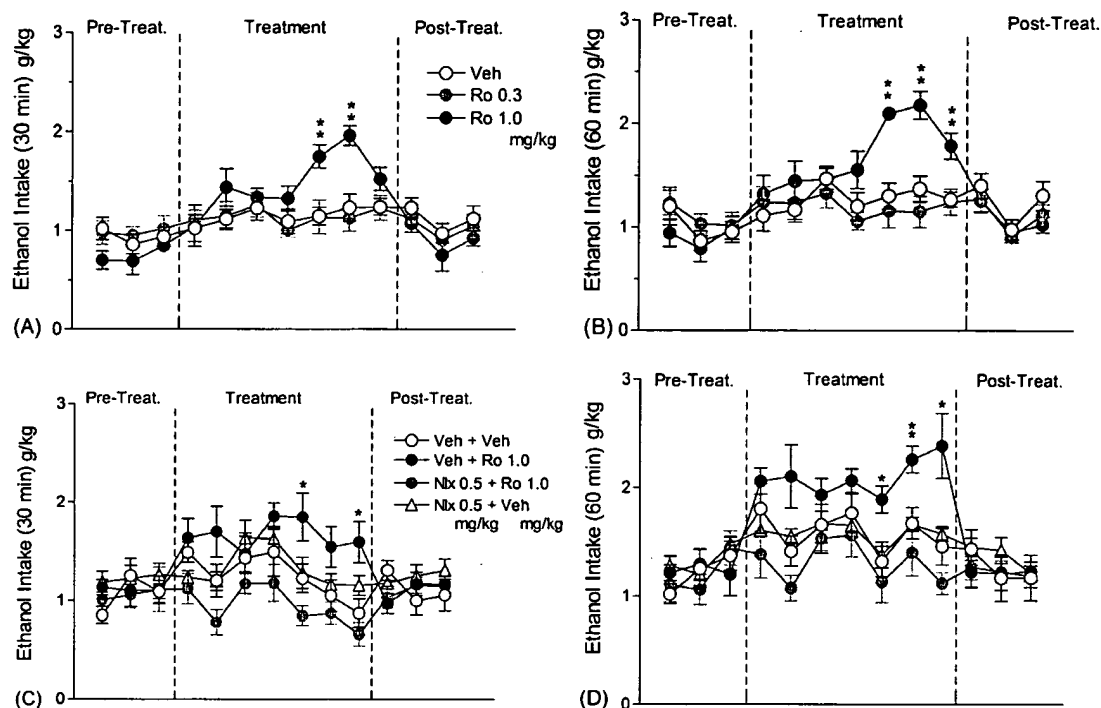 Pre-Treat. Treatment Post-Treat.
Ethanol Intake (30 min) g/kg
3
2
1
0
Veh
Ro 0.3
Ro 1.0
mg/kg
** **
(A)
Pre-Treat. Treatment Post-Treat.
Ethanol Intake (60 min) g/kg
3
2
1
0
** ** **
(B)
Pre-Treat. Treatment Post-Treat.
Ethanol Intake (30 min) g/kg
3
2
1
0
Veh + Veh
Veh + Ro 1.0
Nlx 0.5 + Ro 1.0
Nlx 0.5 + Veh
mg/kg mg/kg
* *
(C)
Pre-Treat. Treatment Post-Treat.
Ethanol Intake (60 min) g/kg
3
2
1
0
* ** *
(D)